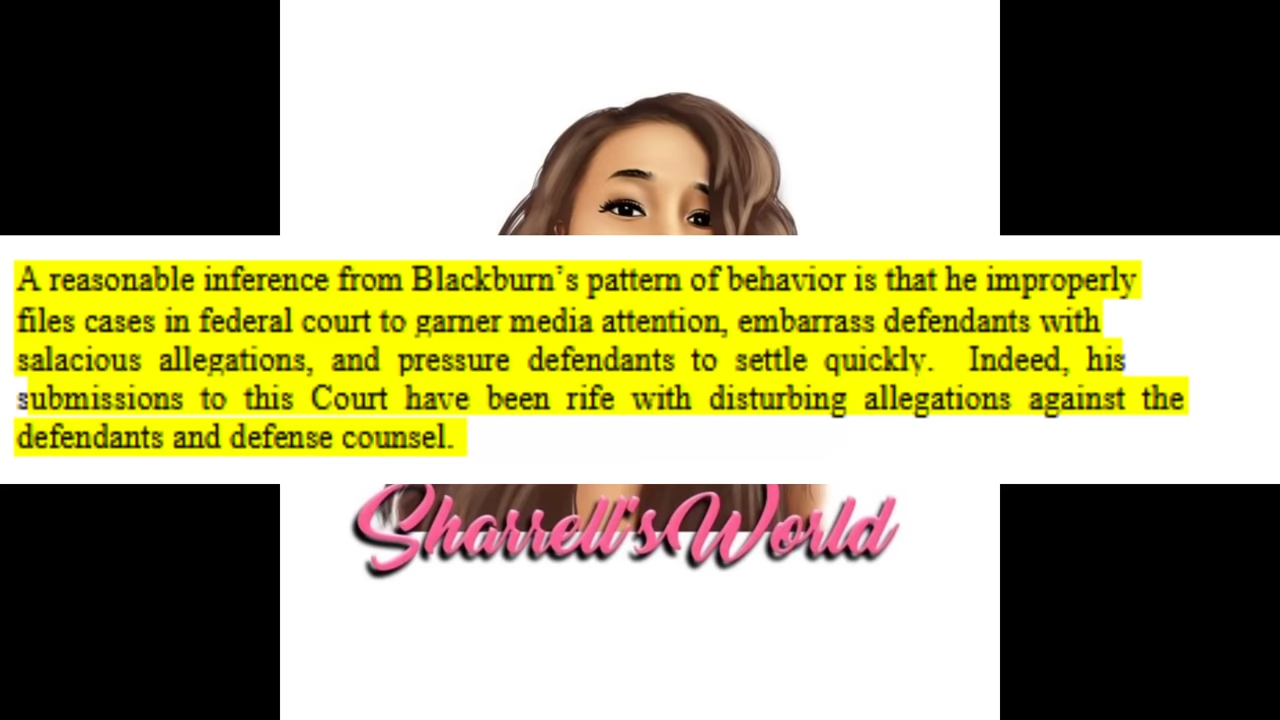 A reasonable inference from Blackburn's pattern of behavior is that he improperly
files cases in federal court to garner media attention, embarrass defendants with
salacious allegations, and pressure defendants to settle quickly. Indeed, his
submissions to this Court have been rife with disturbing allegations against the
defendants and defense counsel.
Sharrell'sWorld